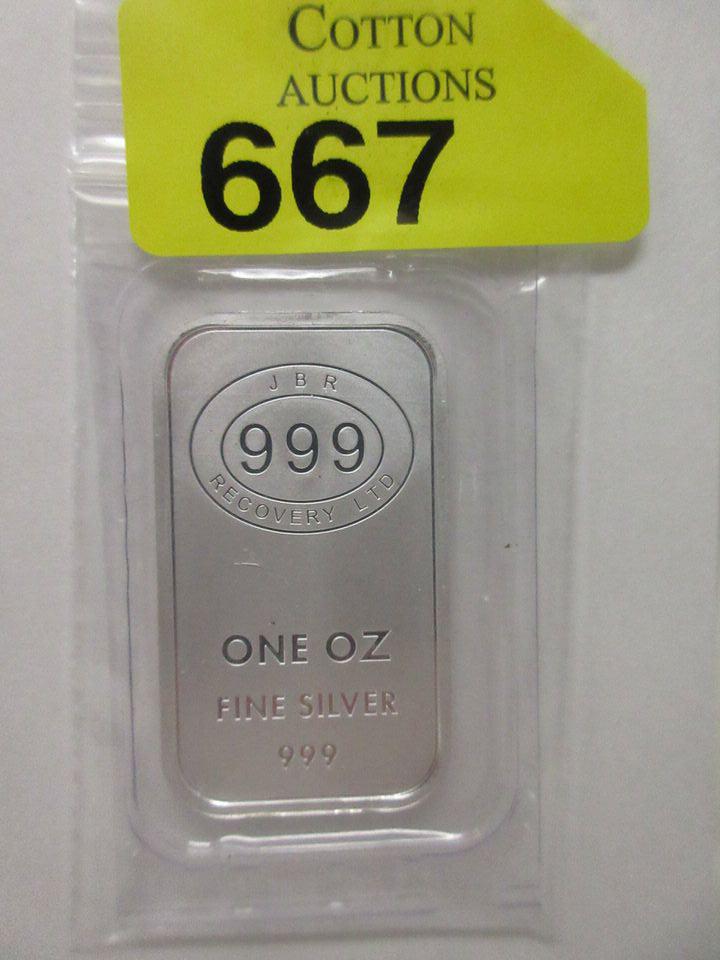 COTTON
AUCTIONS
667
JBR
999
RECOVERY LTD
ONE OZ
FINE SILVER
999